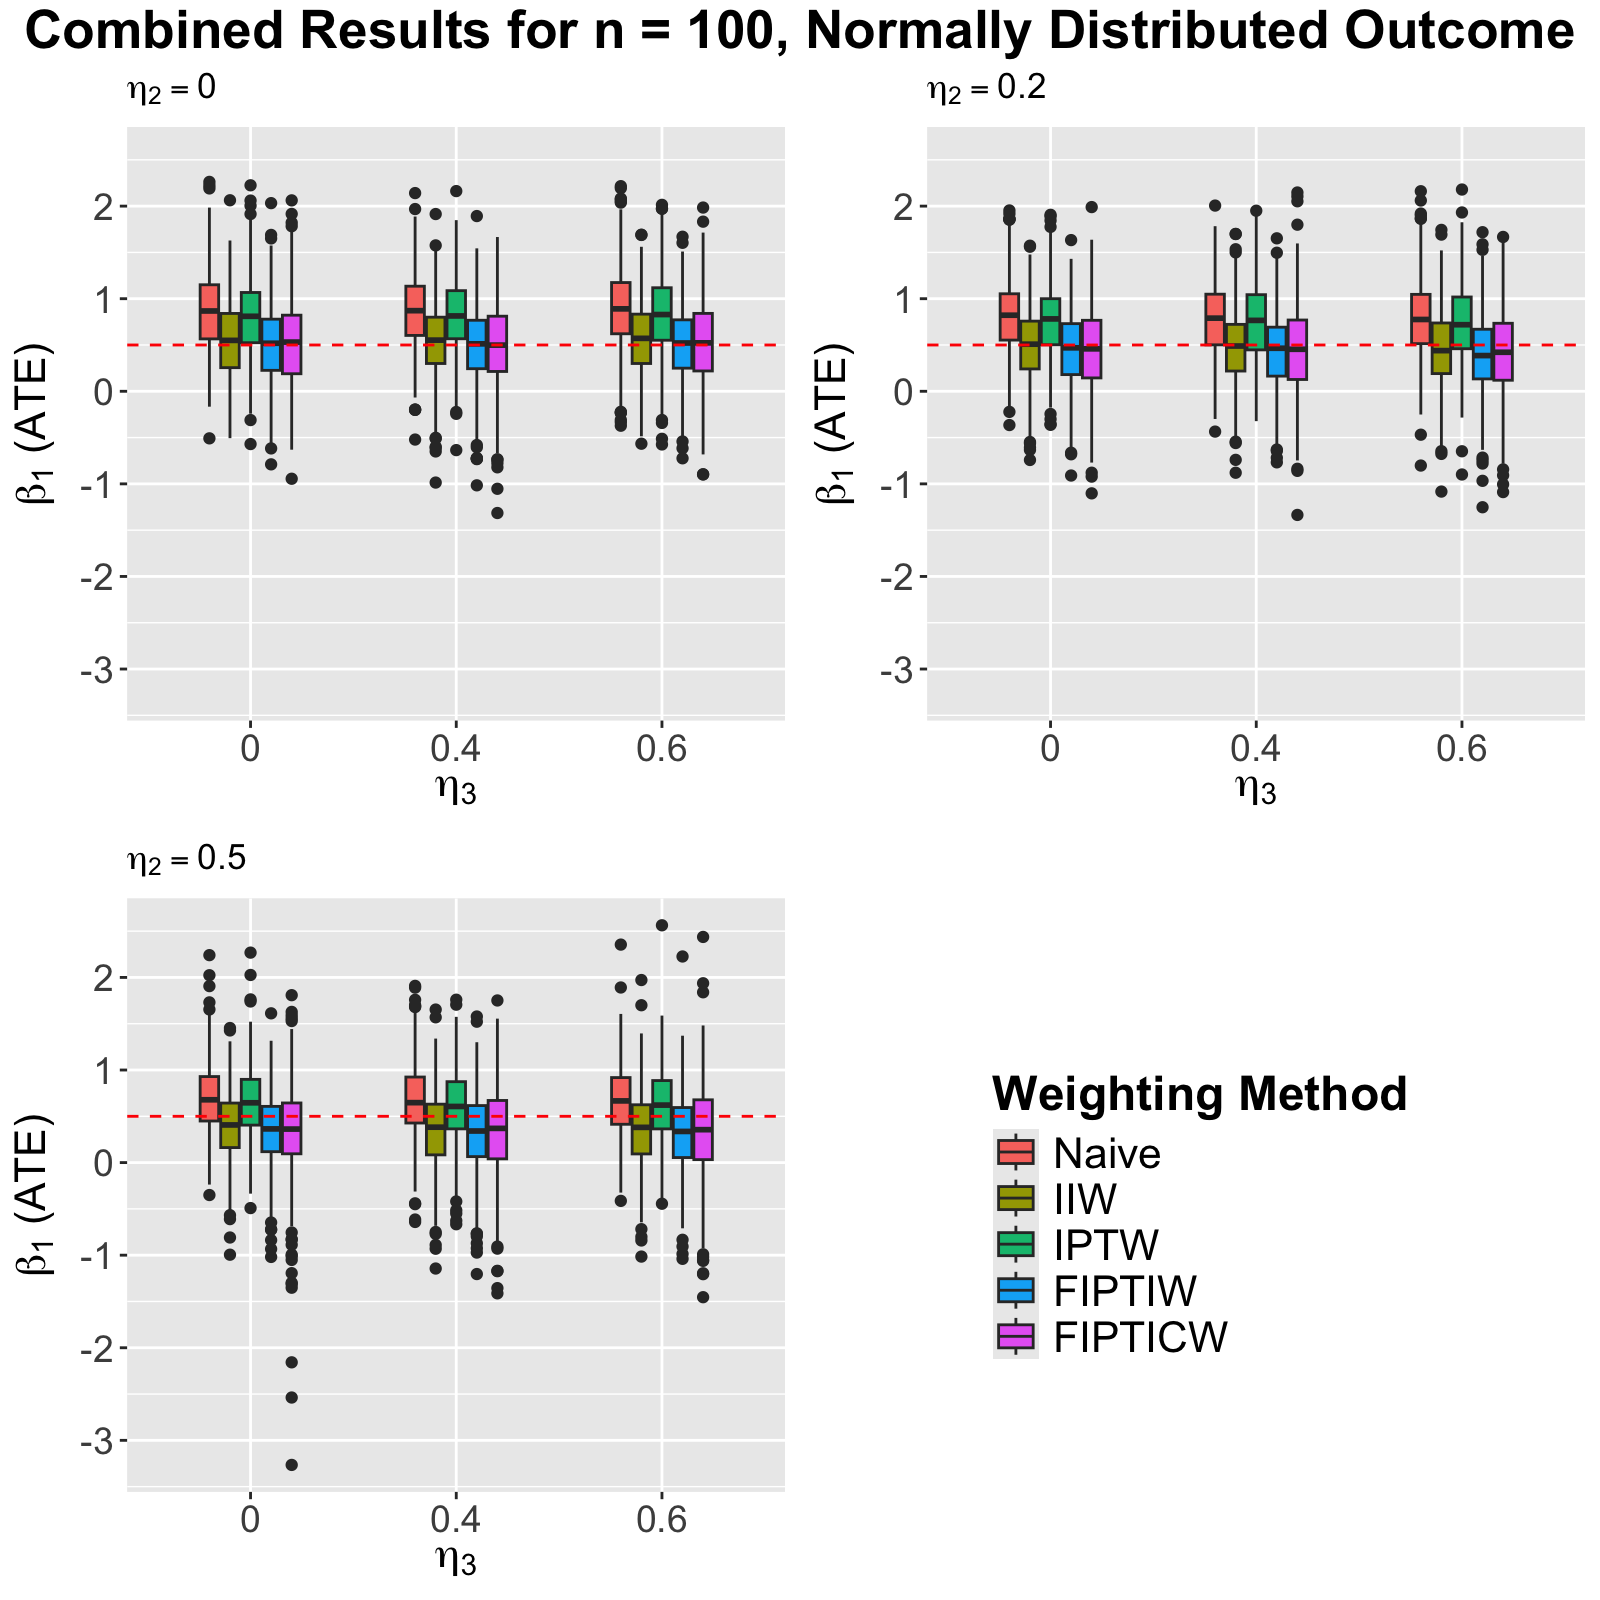 Combined Results for n = 100, Normally Distributed Outcome
η₂ = 0
β₁ (ATE)
2
1
0
-1
-2
-3
0 0.4 0.6
η₃
η₂ = 0.2
β₁ (ATE)
2
1
0
-1
-2
-3
0 0.4 0.6
η₃
η₂ = 0.5
β₁ (ATE)
2
1
0
-1
-2
-3
0 0.4 0.6
η₃
Weighting Method
Naive
IIW
IPTW
FIPTIW
FIPTICW